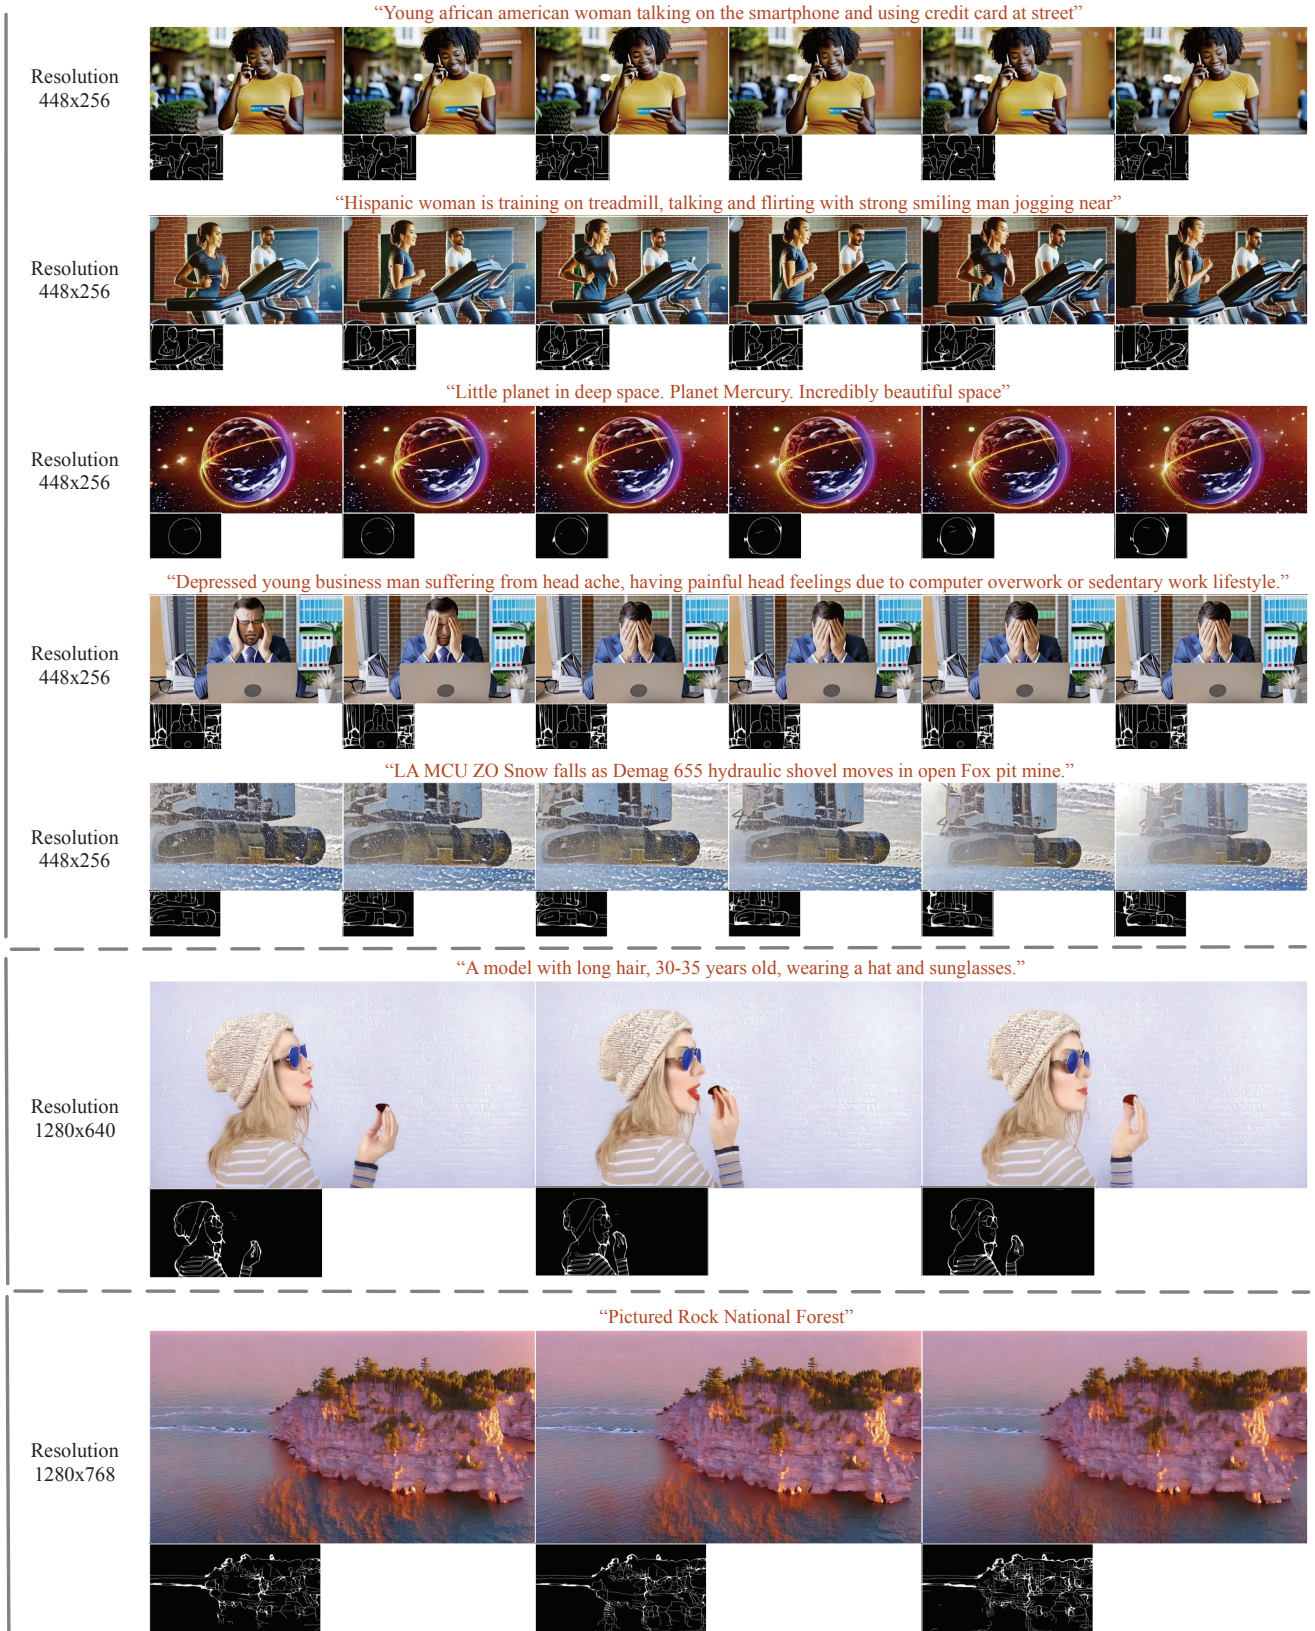 “Young african american woman talking on the smartphone and using credit card at street”
Resolution
448x256
“Hispanic woman is training on treadmill, talking and flirting with strong smiling man jogging near”
Resolution
448x256
“Little planet in deep space. Planet Mercury. Incredibly beautiful space”
Resolution
448x256
“Depressed young business man suffering from head ache, having painful head feelings due to computer overwork or sedentary work lifestyle.”
Resolution
448x256
“LA MCU ZO Snow falls as Demag 655 hydraulic shovel moves in open Fox pit mine.”
Resolution
448x256
“A model with long hair, 30-35 years old, wearing a hat and sunglasses.”
Resolution
1280x640
“Pictured Rock National Forest”
Resolution
1280x768